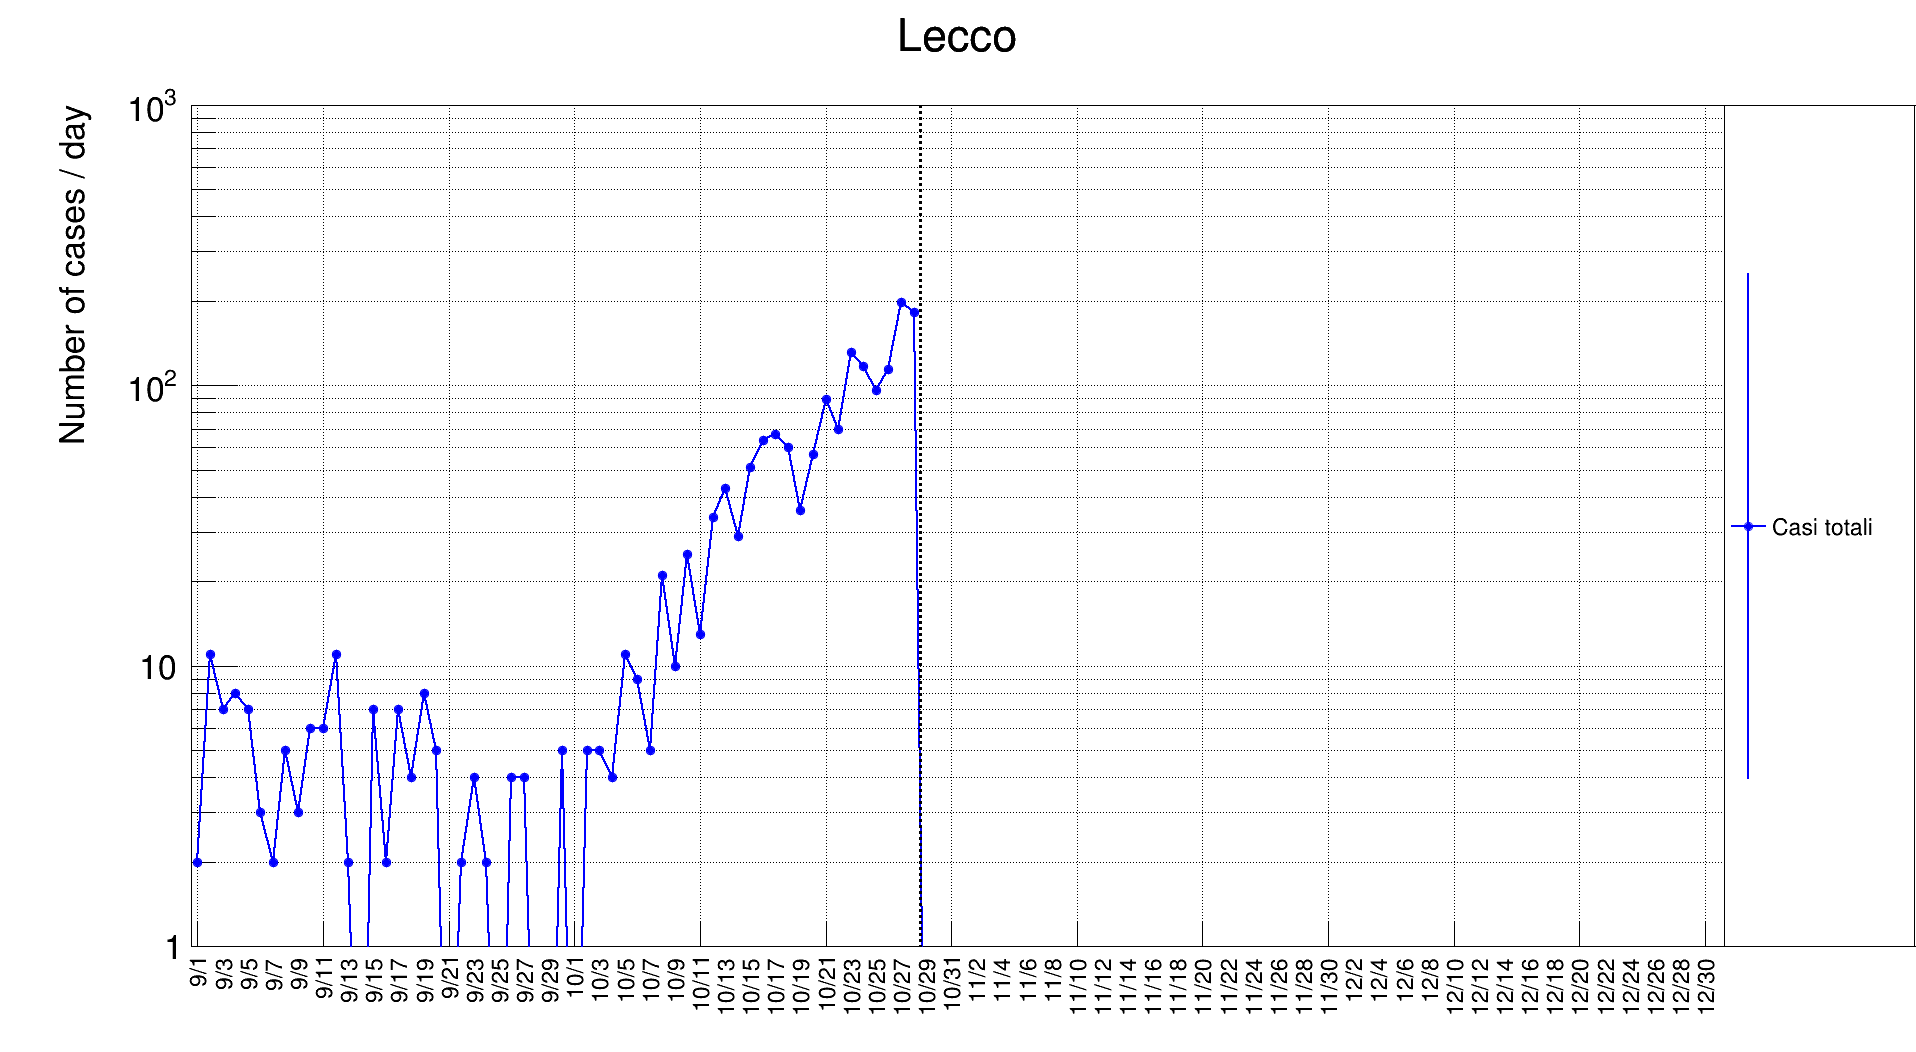 Lecco
Number of cases / day
10³
10²
10
1
9/1 9/3 9/5 9/7 9/9 9/11 9/13 9/15 9/17 9/19 9/21 9/23 9/25 9/27 9/29 10/1 10/3 10/5 10/7 10/9 10/11 10/13 10/15 10/17 10/19 10/21 10/23 10/25 10/27 10/29 10/31 11/2 11/4 11/6 11/8 11/10 11/12 11/14 11/16 11/18 11/20 11/22 11/24 11/26 11/28 11/30 12/2 12/4 12/6 12/8 12/10 12/12 12/14 12/16 12/18 12/20 12/22 12/24 12/26 12/28 12/30
Casi totali